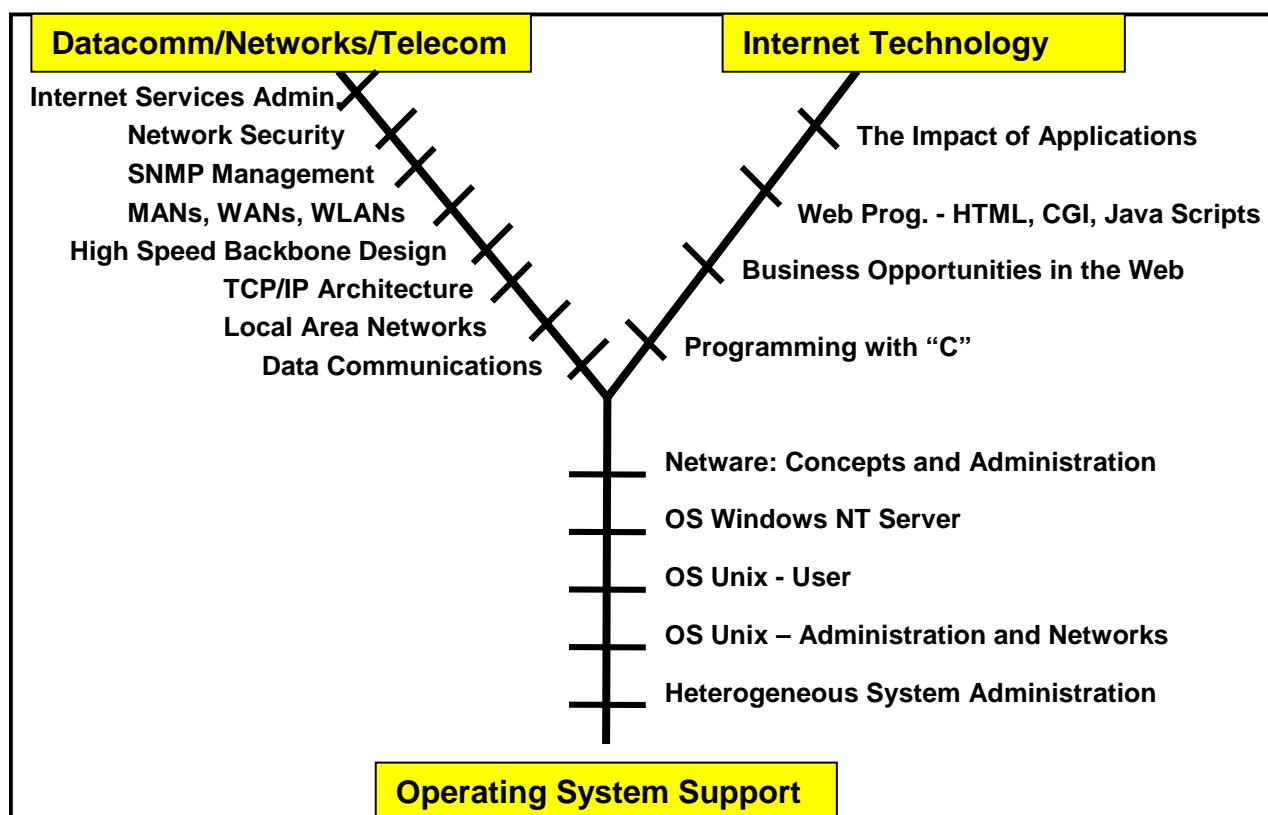 Datacomm/Networks/Telecom
Internet Services Admin.
Network Security
SNMP Management
MANs, WANs, WLANs
High Speed Backbone Design
TCP/IP Architecture
Local Area Networks
Data Communications
Internet Technology
The Impact of Applications
Web Prog. - HTML, CGI, Java Scripts
Business Opportunities in the Web
Programming with “C”
Netware: Concepts and Administration
OS Windows NT Server
OS Unix - User
OS Unix – Administration and Networks
Heterogeneous System Administration
Operating System Support